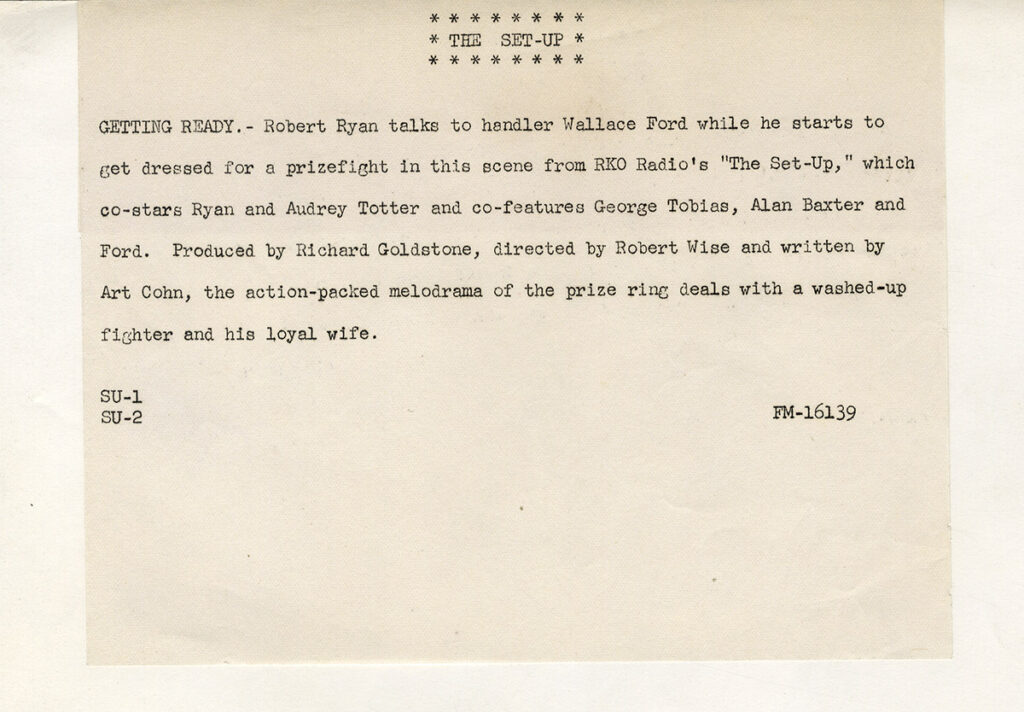 * * * * * * * *
* THE SET-UP *
* * * * * * * *
GETTING READY.- Robert Ryan talks to handler Wallace Ford while he starts to
get dressed for a prizefight in this scene from RKO Radio's "The Set-Up," which
co-stars Ryan and Audrey Totter and co-features George Tobias, Alan Baxter and
Ford. Produced by Richard Goldstone, directed by Robert Wise and written by
Art Cohn, the action-packed melodrama of the prize ring deals with a washed-up
fighter and his loyal wife.
SU-1
SU-2
FM-16139